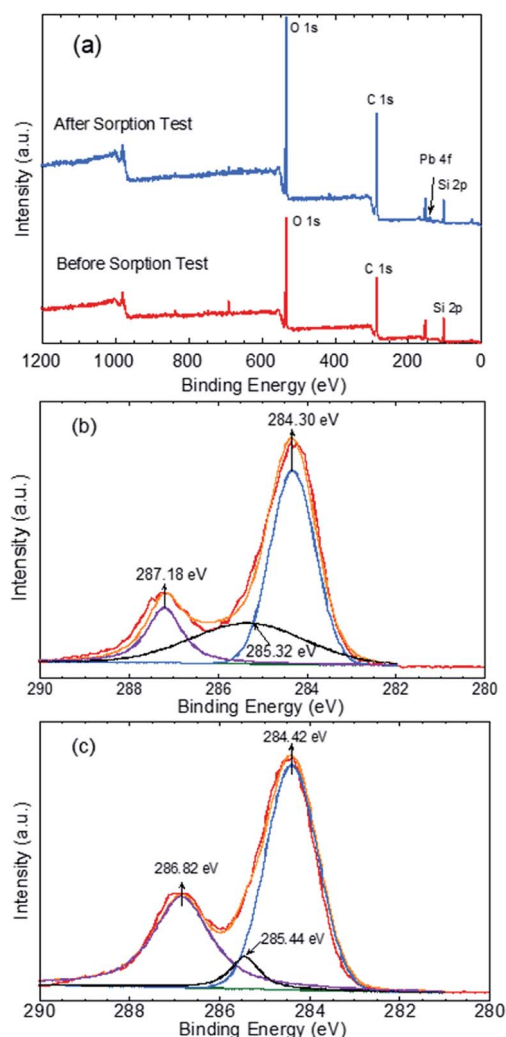 (a)
O 1s
C 1s
After Sorption Test
Pb 4f
Si 2p
O 1s
Before Sorption Test
C 1s
Si 2p
Intensity (a.u.)
1200 1000 800 600 400 200 0
Binding Energy (eV)
(b)
284.30 eV
287.18 eV
285.32 eV
Intensity (a.u.)
290 288 286 284 282 280
Binding Energy (eV)
(c)
284.42 eV
286.82 eV
285.44 eV
Intensity (a.u.)
290 288 286 284 282 280
Binding Energy (eV)